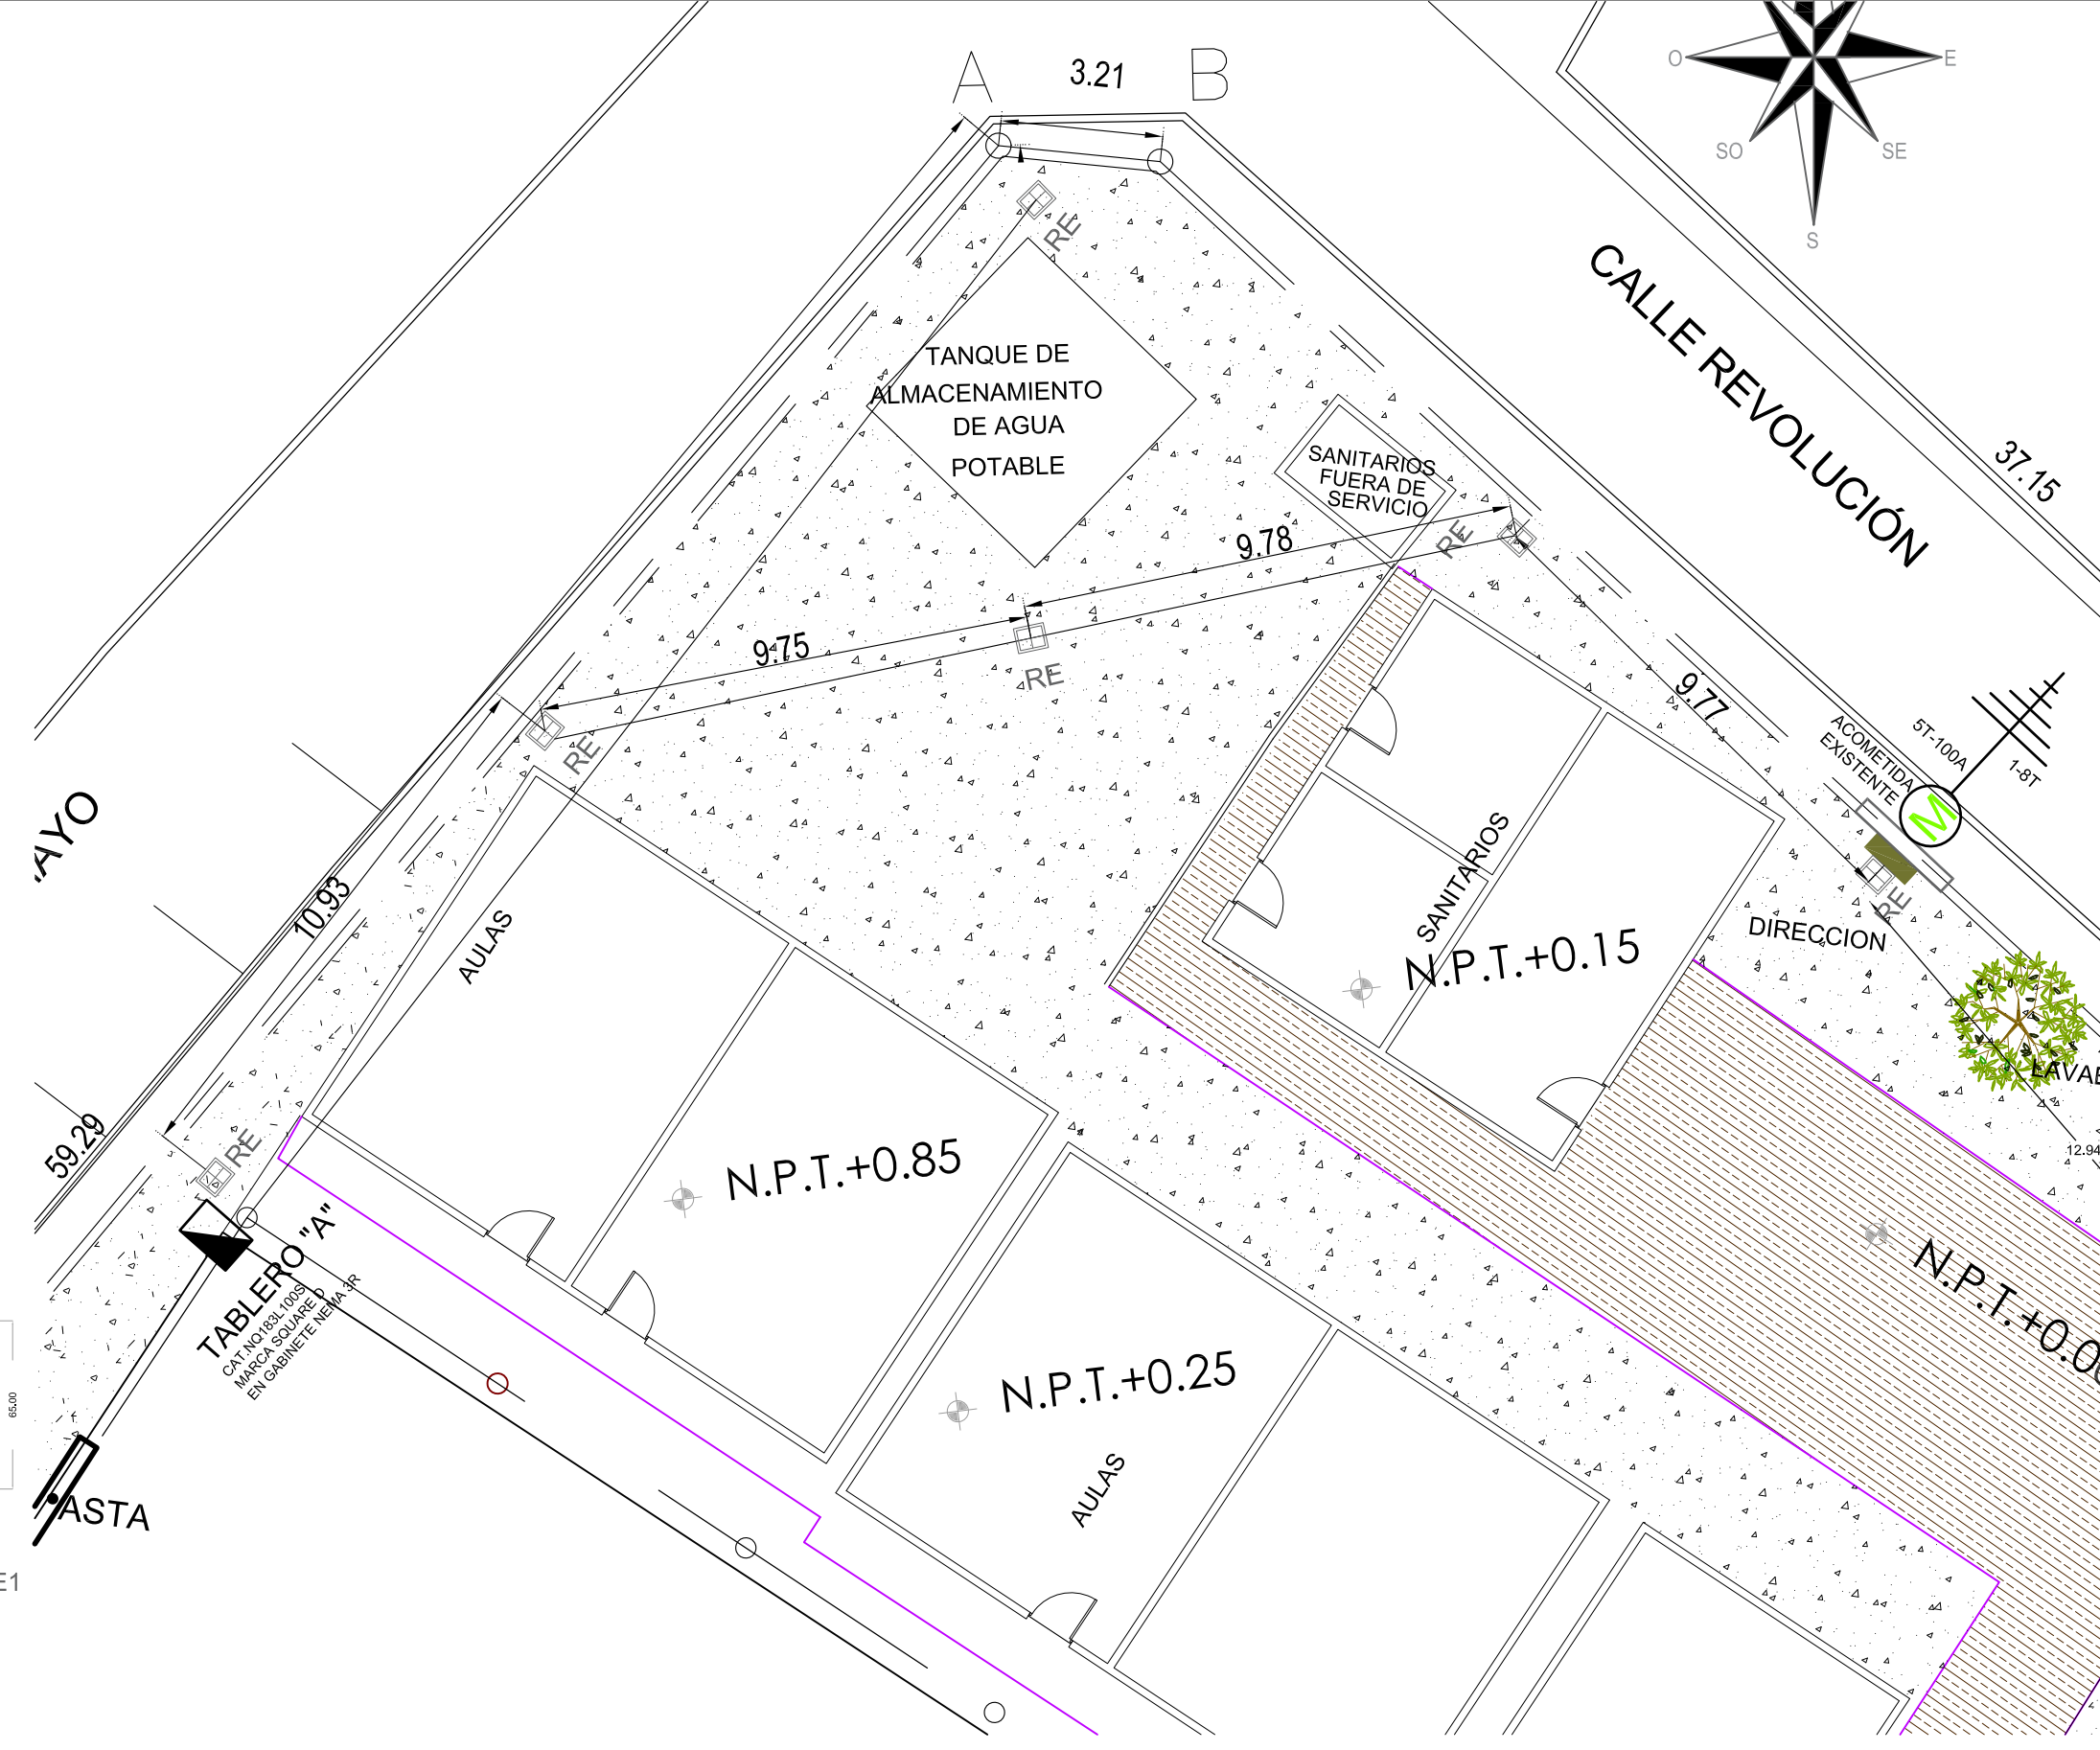 A
3.21
B
O
E
SO
SE
S
RE
CALLE REVOLUCIÓN
TANQUE DE
ALMACENAMIENTO
DE AGUA
POTABLE
SANITARIOS
FUERA DE
SERVICIO
37.15
9.78
RE
9.75
RE
RE
9.77
ACOMETIDA
EXISTENTE
5T-100A
1-8T
M
RE
AYO
10.93
AULAS
SANITARIOS
N.P.T.+0.15
DIRECCION
LAVAE
12.94
59.29
RE
N.P.T.+0.85
TABLERO "A"
CAT.NQ183L100S
MARCA SQUARE D
EN GABINETE NEMA 3R
N.P.T.+0.0
N.P.T.+0.25
AULAS
65.00
ASTA
E1